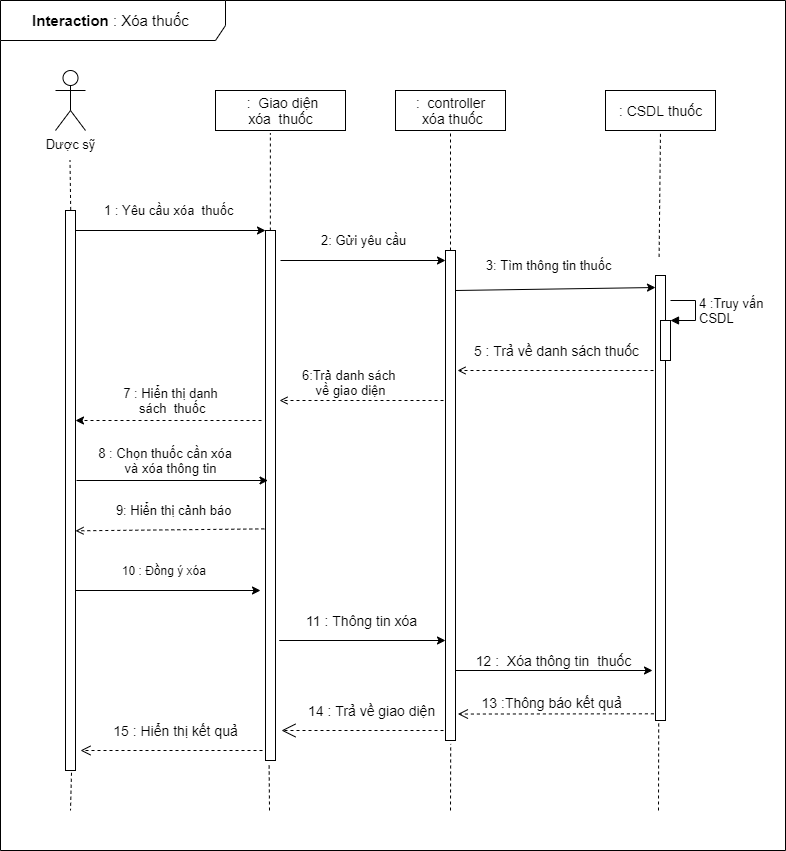 Interaction : Xóa thuốc
Dược sỹ
: Giao diện
xóa thuốc
: controller
xóa thuốc
: CSDL thuốc
1 : Yêu cầu xóa thuốc
2: Gửi yêu cầu
3: Tìm thông tin thuốc
4 :Truy vấn
CSDL
5 : Trả về danh sách thuốc
6:Trả danh sách
về giao diện
7 : Hiển thị danh
sách thuốc
8 : Chọn thuốc cần xóa
và xóa thông tin
9: Hiển thị cảnh báo
10 : Đồng ý xóa
11 : Thông tin xóa
12 : Xóa thông tin thuốc
13 :Thông báo kết quả
14 : Trả về giao diện
15 : Hiển thị kết quả